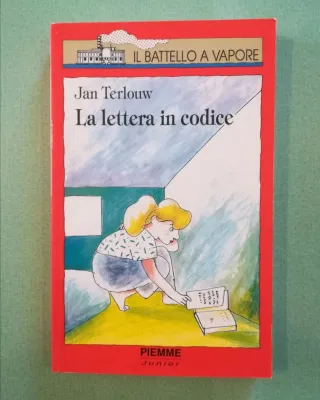 IL BATTELLO A VAPORE
Jan Terlouw
La lettera in codice
PIEMME
Junior